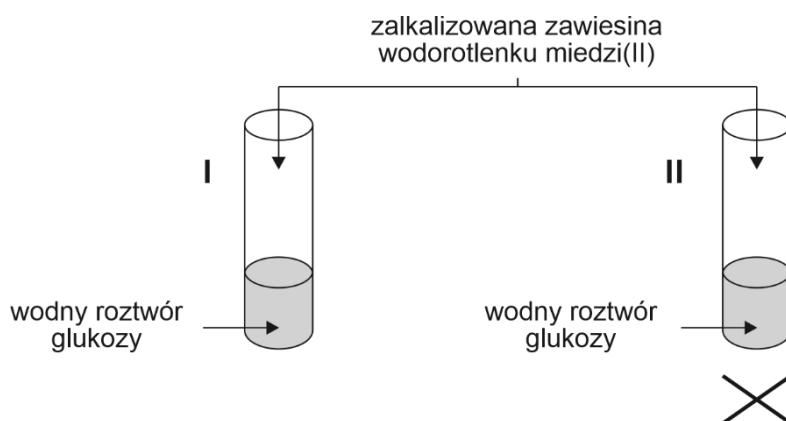 zalkalizowana zawiesina
wodorotlenku miedzi(II)
I
II
wodny roztwór
glukozy
wodny roztwór
glukozy